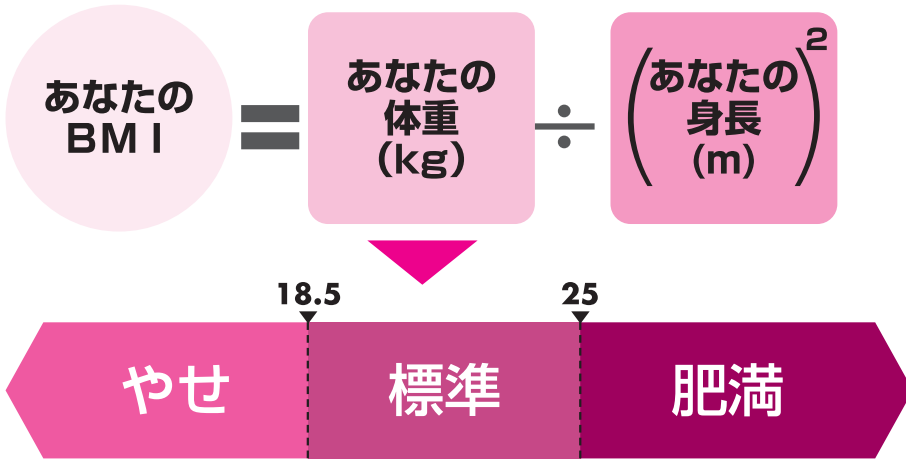 あなたの
BMI
=
あなたの
体重
(kg)
÷
(あなたの
身長
(m))2
18.5
25
やせ
標準
肥満